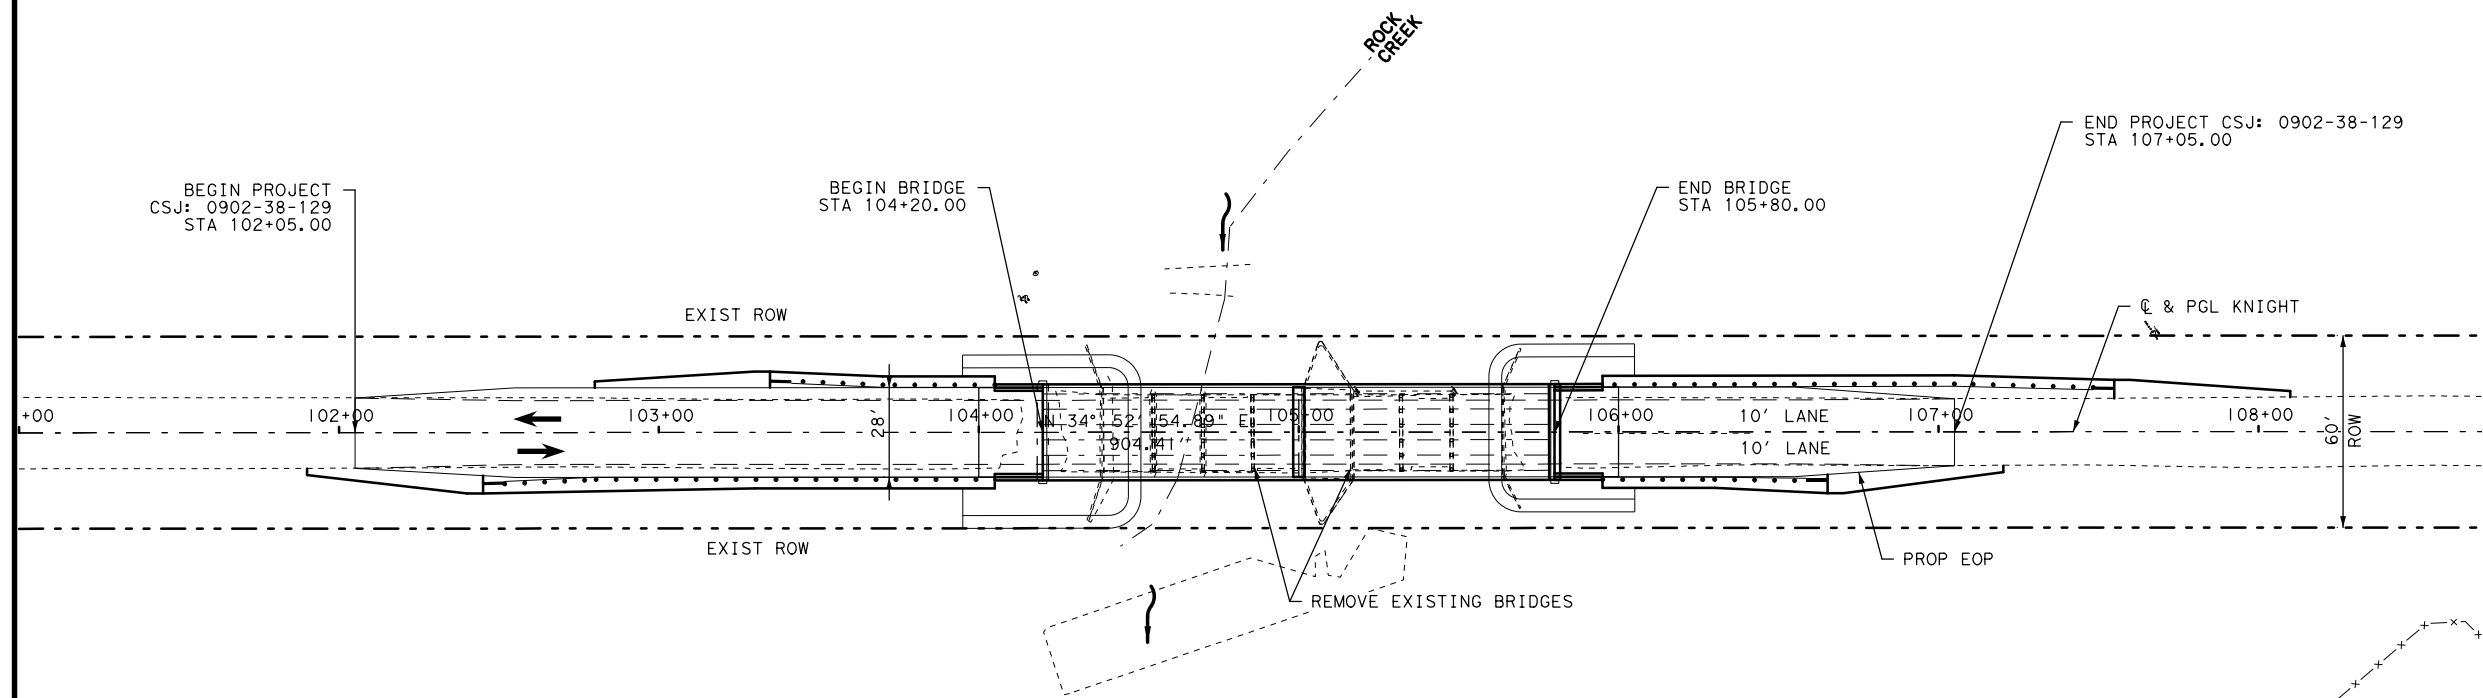 ROCK
CREEK
END PROJECT CSJ: 0902-38-129
STA 107+05.00
BEGIN PROJECT
CSJ: 0902-38-129
STA 102+05.00
BEGIN BRIDGE
STA 104+20.00
END BRIDGE
STA 105+80.00
EXIST ROW
℄ & PGL KNIGHT
+00
102+00
103+00
28'
104+00
N 34° 52' 54.89" E
904.41'
105+00
106+00
10' LANE
107+00
108+00
60'
ROW
10' LANE
EXIST ROW
PROP EOP
REMOVE EXISTING BRIDGES